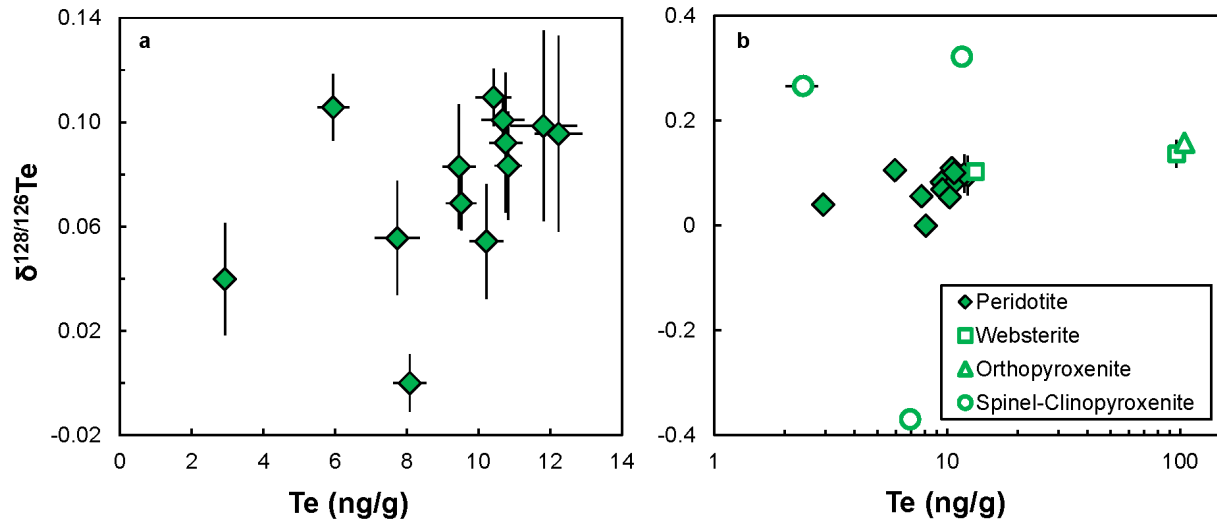 a
0.14
0.10
0.06
0.02
-0.02
δ128/126Te
0 2 4 6 8 10 12 14
Te (ng/g)
b
0.4
0.2
0
-0.2
-0.4
Peridotite
Websterite
Orthopyroxenite
Spinel-Clinopyroxenite
1 10 100
Te (ng/g)